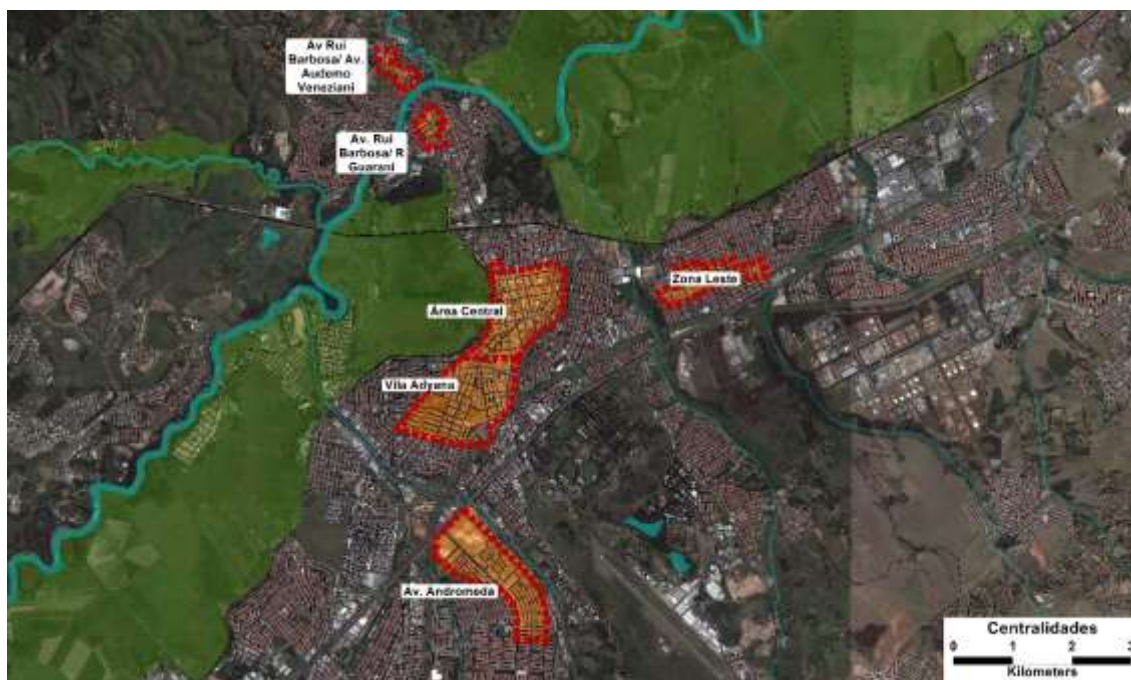 Av Rui
Barbosa/ Av.
Audemo
Veneziani
Av. Rui
Barbosa/ R
Guarani
Zona Leste
Área Central
Vila Adyana
Av. Andromeda
Centralidades
0 1 2 3
Kilometers